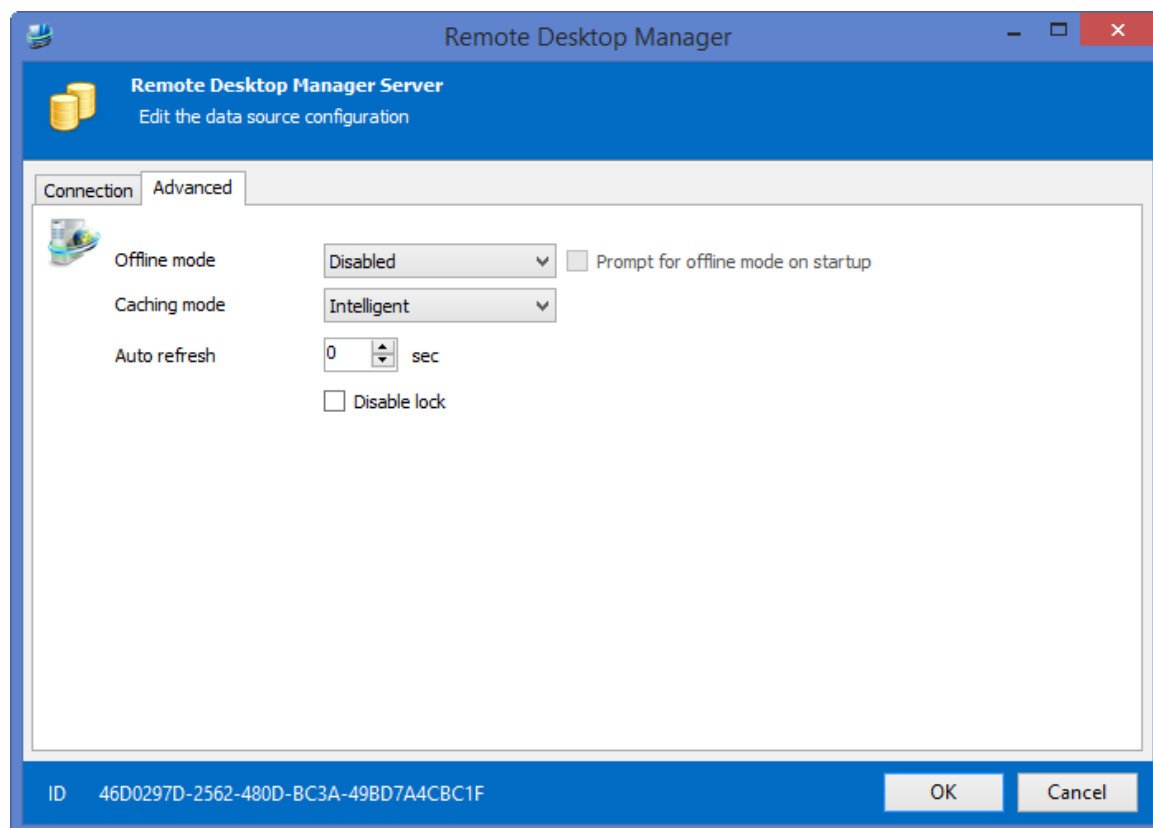 Remote Desktop Manager
Remote Desktop Manager Server
Edit the data source configuration
Connection Advanced
Offline mode Disabled Prompt for offline mode on startup
Caching mode Intelligent
Auto refresh 0 sec
Disable lock
ID 46D0297D-2562-480D-BC3A-49BD7A4CBC1F OK Cancel